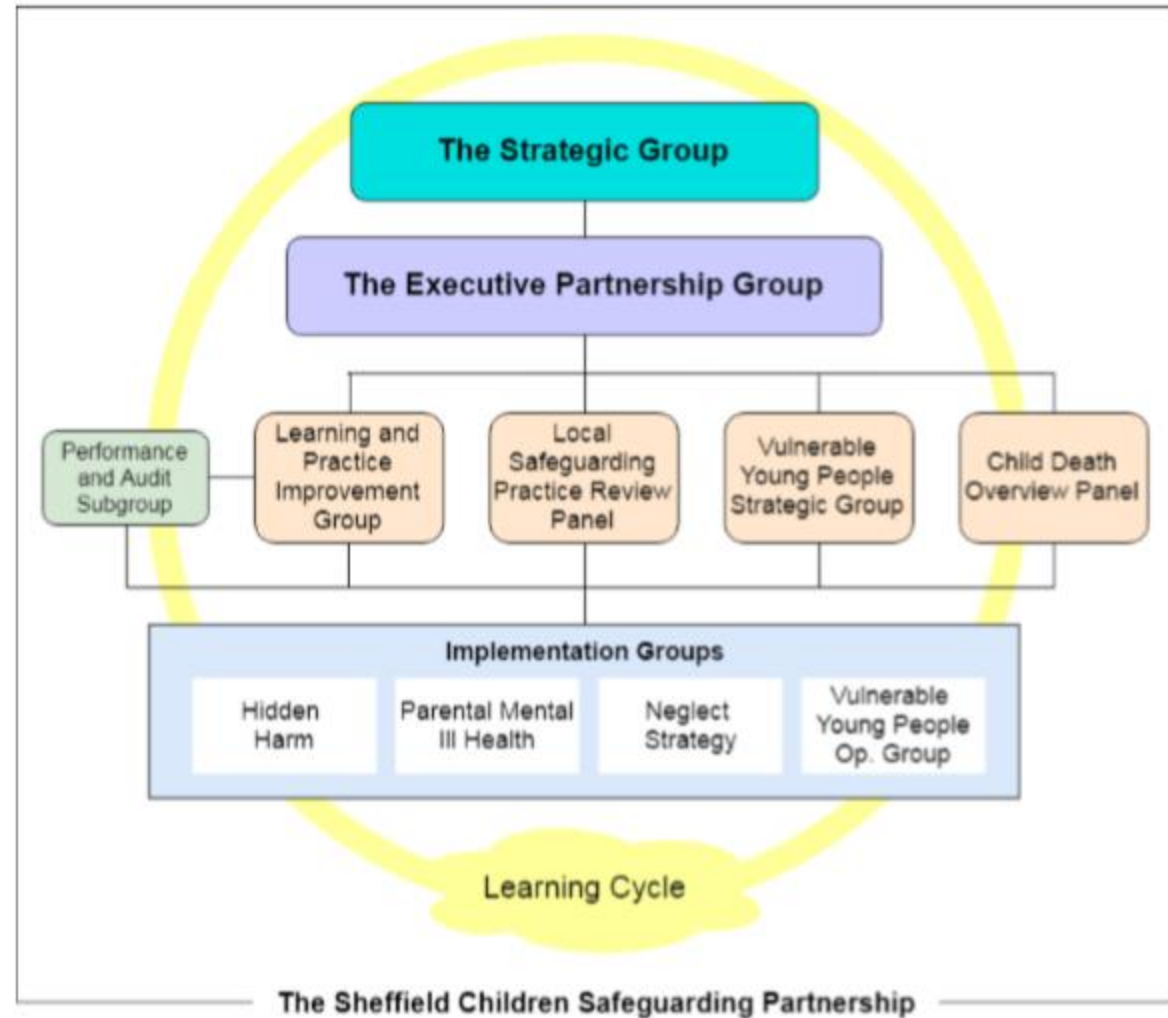 The Strategic Group
The Executive Partnership Group
Performance
and Audit
Subgroup
Learning and
Practice
Improvement
Group
Local
Safeguarding
Practice Review
Panel
Vulnerable
Young People
Strategic Group
Child Death
Overview Panel
Implementation Groups
Hidden
Harm
Parental Mental
Ill Health
Neglect
Strategy
Vulnerable
Young People
Op. Group
Learning Cycle
The Sheffield Children Safeguarding Partnership